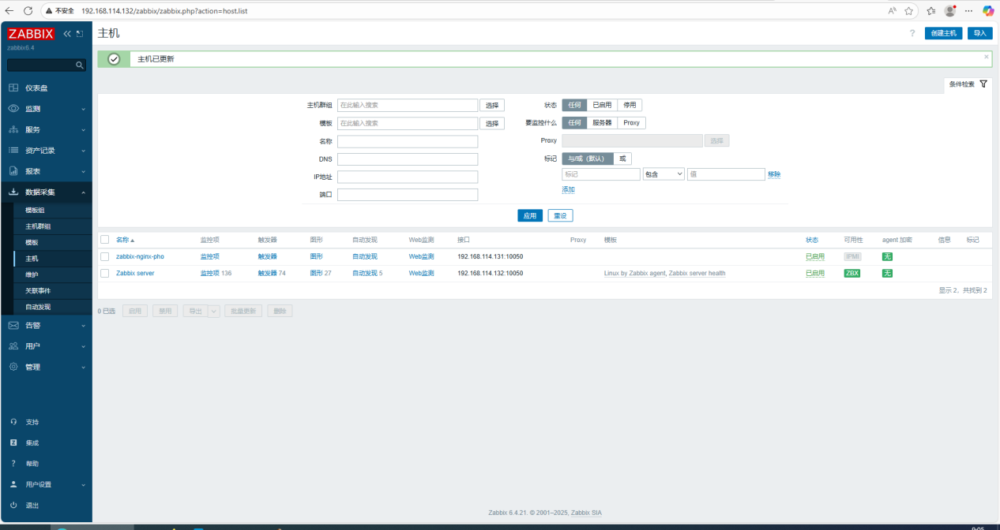 不安全 192.168.114.132/zabbix/zabbix.php?action=host.list
ZABBIX
zabbix6.4
仪表盘
监测
服务
资产记录
报表
数据采集
模板组
主机群组
模板
主机
维护
关联事件
自动发现
告警
用户
管理
支持
集成
帮助
用户设置
退出
主机
? 创建主机 导入
主机已更新
条件检索
主机群组 在此输入搜索 选择 状态 任何 已启用 停用
模板 在此输入搜索 选择 要监控什么 任何 服务器 Proxy
名称 Proxy 选择
DNS 标记 与/或 (默认) 或
标记 包含 值 移除
IP地址
添加
端口
应用 重设
名称 监控项 触发器 图形 自动发现 Web监测 接口 Proxy 模板 状态 可用性 agent 加密 信息 标记
zabbix-nginx-pho 监控项 触发器 图形 自动发现 Web监测 192.168.114.131:10050 已启用 IPMI 无
Zabbix server 监控项 136 触发器 74 图形 27 自动发现 5 Web监测 192.168.114.132:10050 Linux by Zabbix agent, Zabbix server health 已启用 ZBX 无
显示 2，共找到 2
0 已选 启用 禁用 导出 批量更新 删除
Zabbix 6.4.21. © 2001–2025, Zabbix SIA